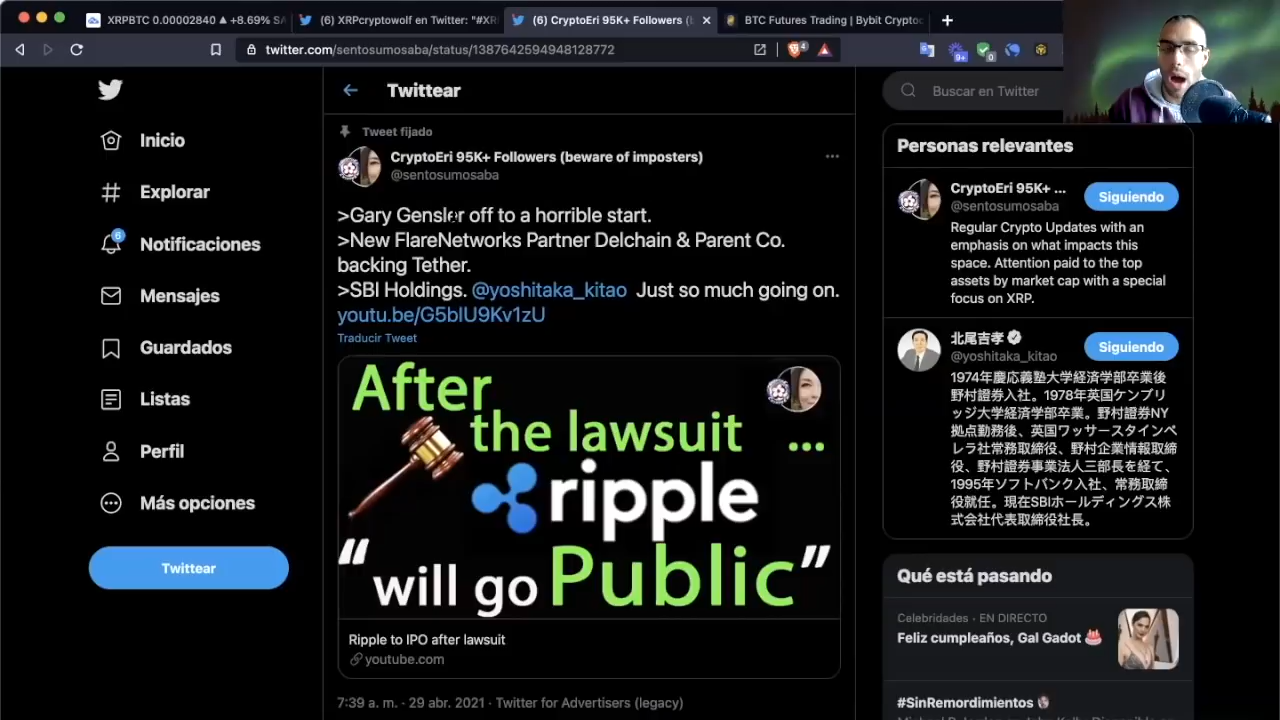 XRPBTC 0.00002840 ▲ +8.69%
(6) XRPcryptowolf en Twitter: "#XR
(6) CryptoEri 95K+ Followers (b
BTC Futures Trading | Bybit Cryptoc
twitter.com/sentosumosaba/status/1387642594948128772
4
9+
0
Inicio
Explorar
6
Notificaciones
Mensajes
Guardados
Listas
Perfil
Más opciones
Twittear
Twittear
Tweet fijado
CryptoEri 95K+ Followers (beware of imposters)
@sentosumosaba
>Gary Gensler off to a horrible start.
>New FlareNetworks Partner Delchain & Parent Co.
backing Tether.
>SBI Holdings. @yoshitaka_kitao Just so much going on.
youtu.be/G5blU9Kv1zU
Traducir Tweet
After
the lawsuit ...
ripple
"will go Public"
Ripple to IPO after lawsuit
youtube.com
7:39 a. m. · 29 abr. 2021 · Twitter for Advertisers (legacy)
Buscar en Twitter
Personas relevantes
CryptoEri 95K+ ...
@sentosumosaba
Siguiendo
Regular Crypto Updates with an
emphasis on what impacts this
space. Attention paid to the top
assets by market cap with a special
focus on XRP.
北尾吉孝
@yoshitaka_kitao
Siguiendo
1974年慶応義塾大学経済学部卒業後
野村證券入社。1978年英国ケンブリ
ッジ大学経済学部卒業。野村證券NY
拠点勤務後、英国ワッサースタインペ
レラ社常務取締役、野村企業情報取締
役、野村證券事業法人三部長を経て、
1995年ソフトバンク入社、常務取締
役就任。現在SBIホールディングス株
式会社代表取締役社長。
Qué está pasando
Celebridades · EN DIRECTO
Feliz cumpleaños, Gal Gadot
#SinRemordimientos